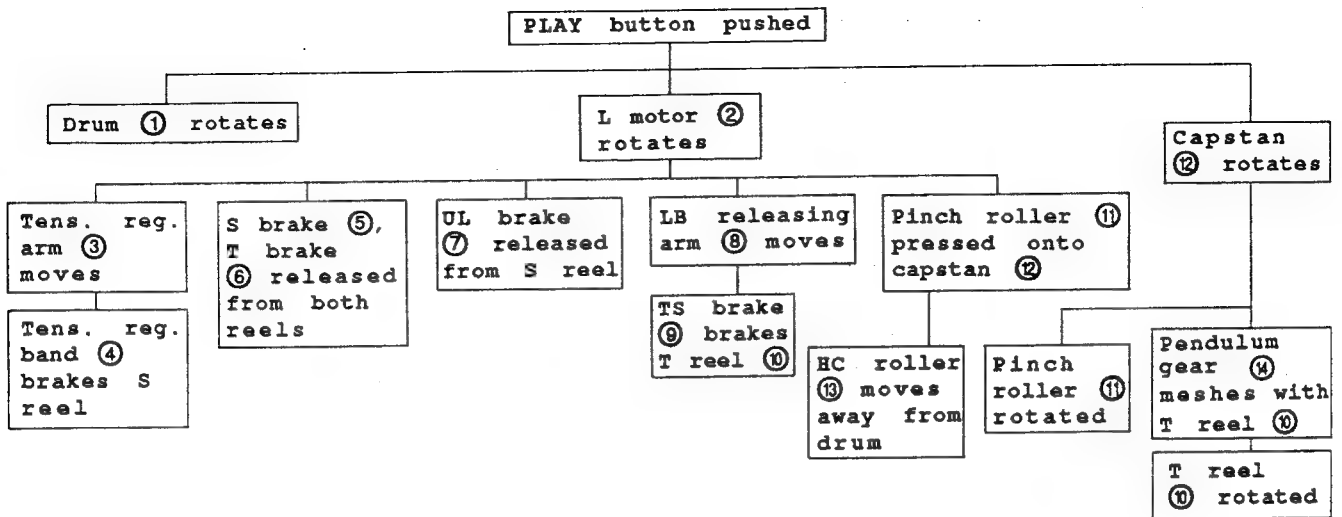 PLAY button pushed
Drum ① rotates
L motor ②
rotates
Capstan
⑫ rotates
Tens. reg.
arm ③
moves
S brake ⑤,
T brake
⑥ released
from both
reels
UL brake
⑦ released
from S reel
LB releasing
arm ⑧ moves
Pinch roller ⑪
pressed onto
capstan ⑫
Tens. reg.
band ④
brakes S
reel
TS brake
⑨ brakes
T reel ⑩
HC roller
⑬ moves
away from
drum
Pinch
roller ⑪
rotated
Pendulum
gear ⑭
meshes with
T reel ⑩
T reel
⑩ rotated